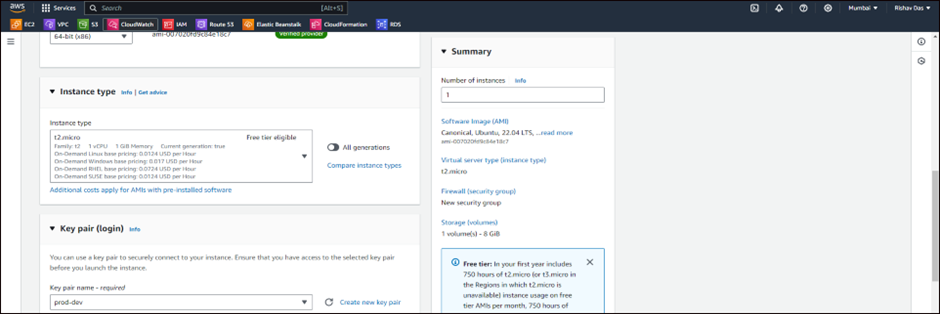 aws
Services
Search
[Alt+S]
Mumbai
Rishav Das
EC2
VPC
S3
CloudWatch
IAM
Route 53
Elastic Beanstalk
CloudFormation
RDS
64-bit (x86)
ami-007020fd9c84e18c7
Verified provider
Instance type
Info | Get advice
Instance type
t2.micro
Free tier eligible
Family: t2 1 vCPU 1 GiB Memory Current generation: true
On-Demand Linux base pricing: 0.0124 USD per Hour
On-Demand Windows base pricing: 0.017 USD per Hour
On-Demand RHEL base pricing: 0.0724 USD per Hour
On-Demand SUSE base pricing: 0.0124 USD per Hour
All generations
Compare instance types
Additional costs apply for AMIs with pre-installed software
Key pair (login)
Info
You can use a key pair to securely connect to your instance. Ensure that you have access to the selected key pair
before you launch the instance.
Key pair name - required
prod-dev
Create new key pair
Summary
Number of instances
Info
1
Software Image (AMI)
Canonical, Ubuntu, 22.04 LTS, ...read more
ami-007020fd9c84e18c7
Virtual server type (instance type)
t2.micro
Firewall (security group)
New security group
Storage (volumes)
1 volume(s) - 8 GiB
Free tier: In your first year includes
750 hours of t2.micro (or t3.micro in
the Regions in which t2.micro is
unavailable) instance usage on free
tier AMIs per month, 750 hours of